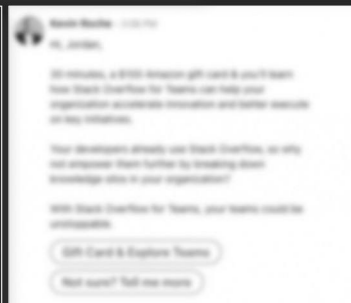 Hi, Jordan,
30 minutes, a $100 Amazon gift card & you'll learn
how Stack Overflow for Teams can help your
organization accelerate innovation and better execute
on key initiatives.
Your developers already use Stack Overflow, so why
not empower them further by breaking down
knowledge silos in your organization?
With Stack Overflow for Teams, your teams could be
unstoppable.
Gift Card & Explore Teams
Not sure? Tell me more